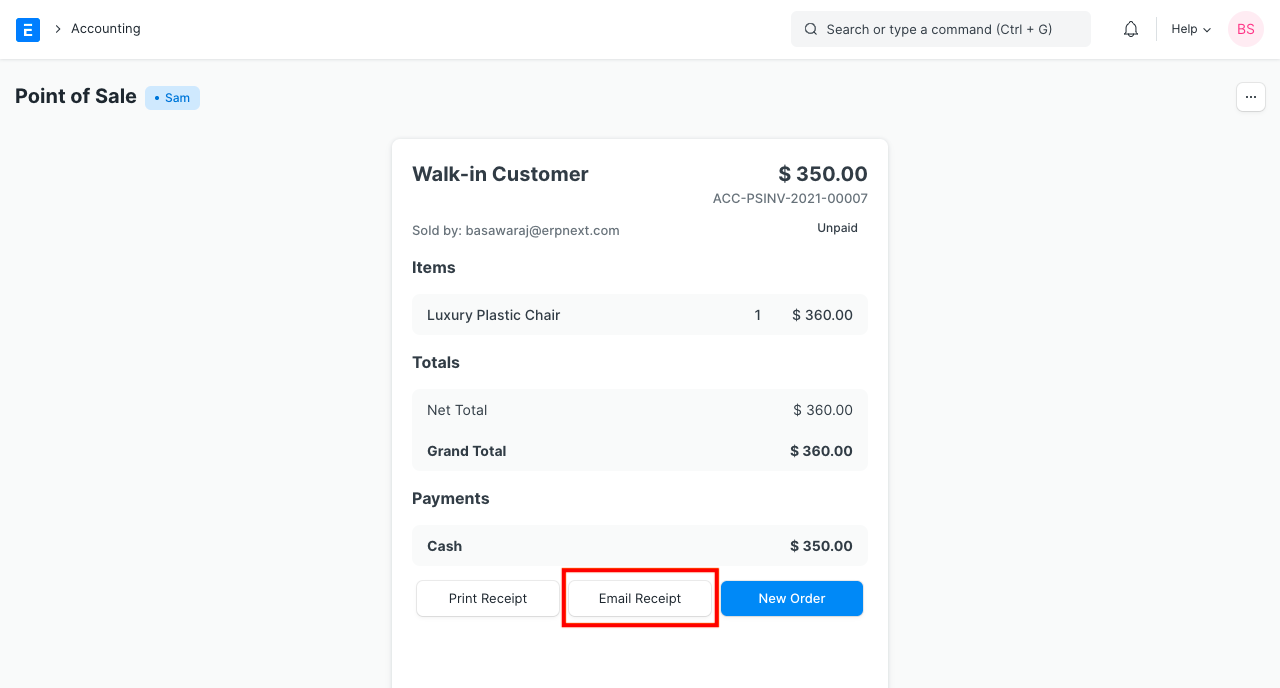 E > Accounting Search or type a command (Ctrl + G) Help BS
Point of Sale • Sam ...
Walk-in Customer $ 350.00
ACC-PSINV-2021-00007
Sold by: basawaraj@erpnext.com Unpaid
Items
Luxury Plastic Chair 1 $ 360.00
Totals
Net Total $ 360.00
Grand Total $ 360.00
Payments
Cash $ 350.00
Print Receipt Email Receipt New Order